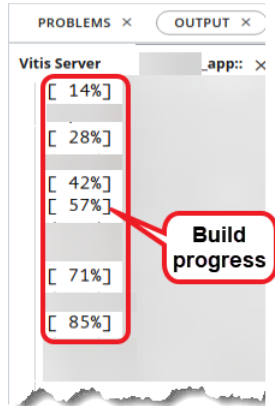 PROBLEMS × OUTPUT ×
Vitis Server _app:: ×
[ 14%]
[ 28%]
[ 42%]
[ 57%]
Build
progress
[ 71%]
[ 85%]